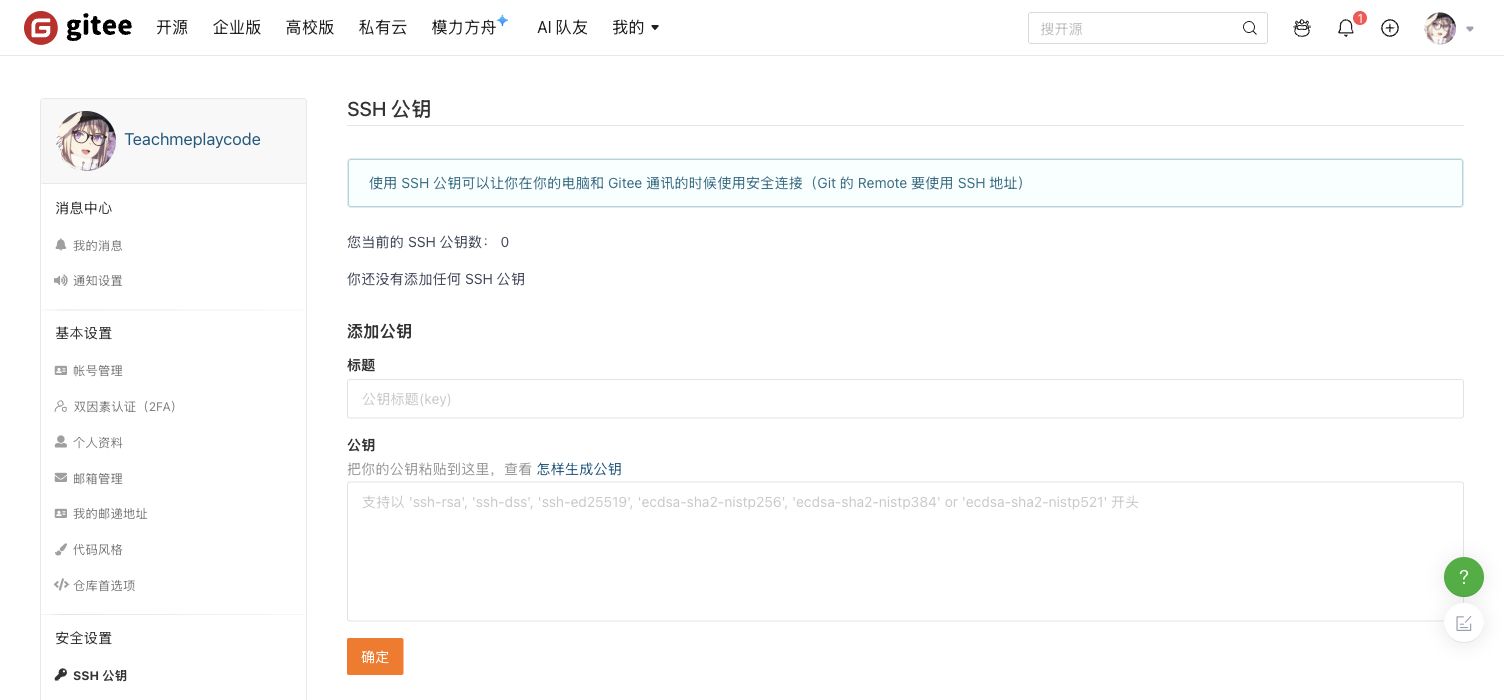 gitee 开源 企业版 高校版 私有云 模力方舟 AI 队友 我的 搜开源 1
Teachmeplaycode
消息中心
我的消息
通知设置
基本设置
帐号管理
双因素认证（2FA）
个人资料
邮箱管理
我的邮递地址
代码风格
仓库首选项
安全设置
SSH 公钥
SSH 公钥
使用 SSH 公钥可以让你在你的电脑和 Gitee 通讯的时候使用安全连接（Git 的 Remote 要使用 SSH 地址）
您当前的 SSH 公钥数： 0
你还没有添加任何 SSH 公钥
添加公钥
标题
公钥标题(key)
公钥
把你的公钥粘贴到这里，查看 怎样生成公钥
支持以 'ssh-rsa', 'ssh-dss', 'ssh-ed25519', 'ecdsa-sha2-nistp256', 'ecdsa-sha2-nistp384' or 'ecdsa-sha2-nistp521' 开头
确定
?